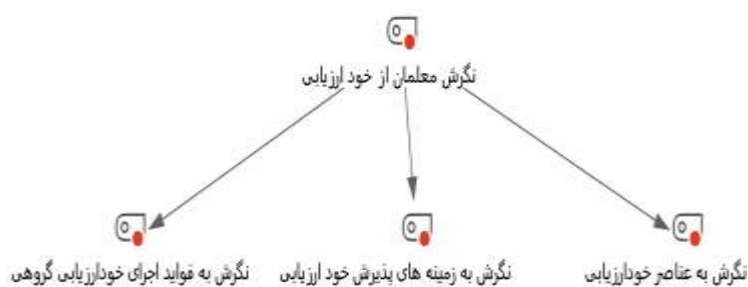 نگرش معلمان از خود ارزیابی
نگرش به عناصر خودارزیابی
نگرش به زمینه های پذیرش خود ارزیابی
نگرش به فواید اجرای خودارزیابی گروهی